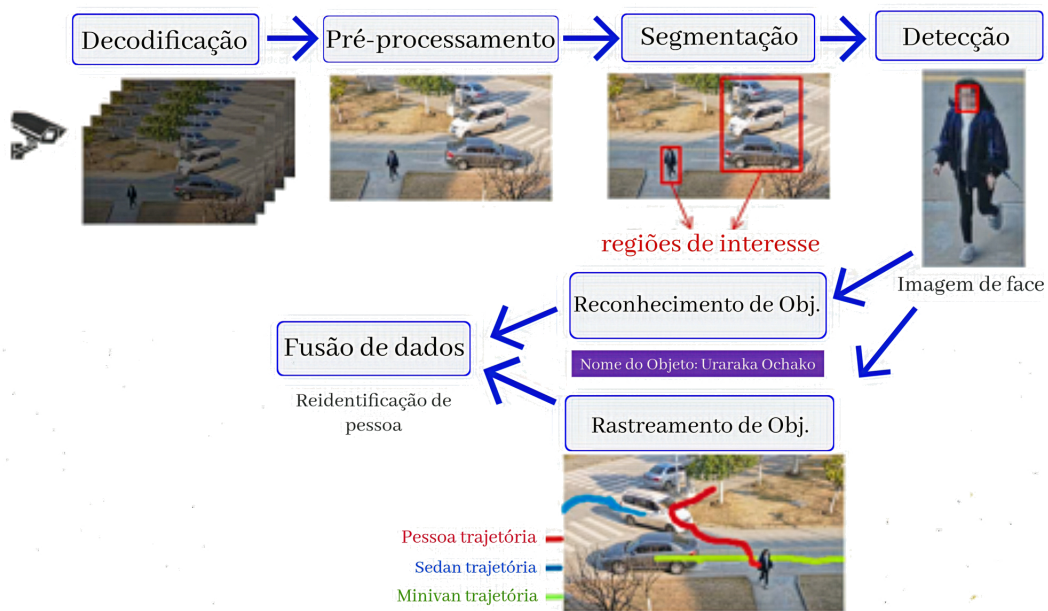 Decodificação
Pré-processamento
Segmentação
Detecção
regiões de interesse
Imagem de face
Reconhecimento de Obj.
Nome do Objeto: Uraraka Ochako
Fusão de dados
Reidentificação de
pessoa
Rastreamento de Obj.
Pessoa trajetória
Sedan trajetória
Minivan trajetória